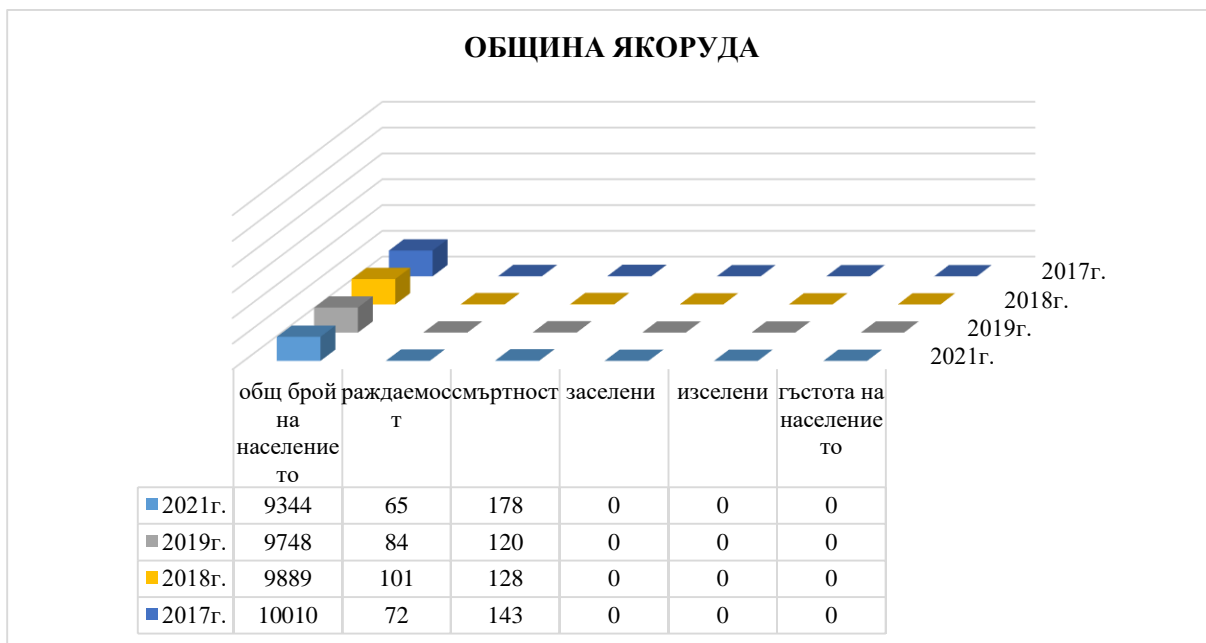 ОБЩИНА ЯКОРУДА
2017г.
2018г.
2019г.
2021г.
общ брой раждаемос смъртност заселени изселени гъстота на
на т населениe
население то
то
2021г. 9344 65 178 0 0 0
2019г. 9748 84 120 0 0 0
2018г. 9889 101 128 0 0 0
2017г. 10010 72 143 0 0 0